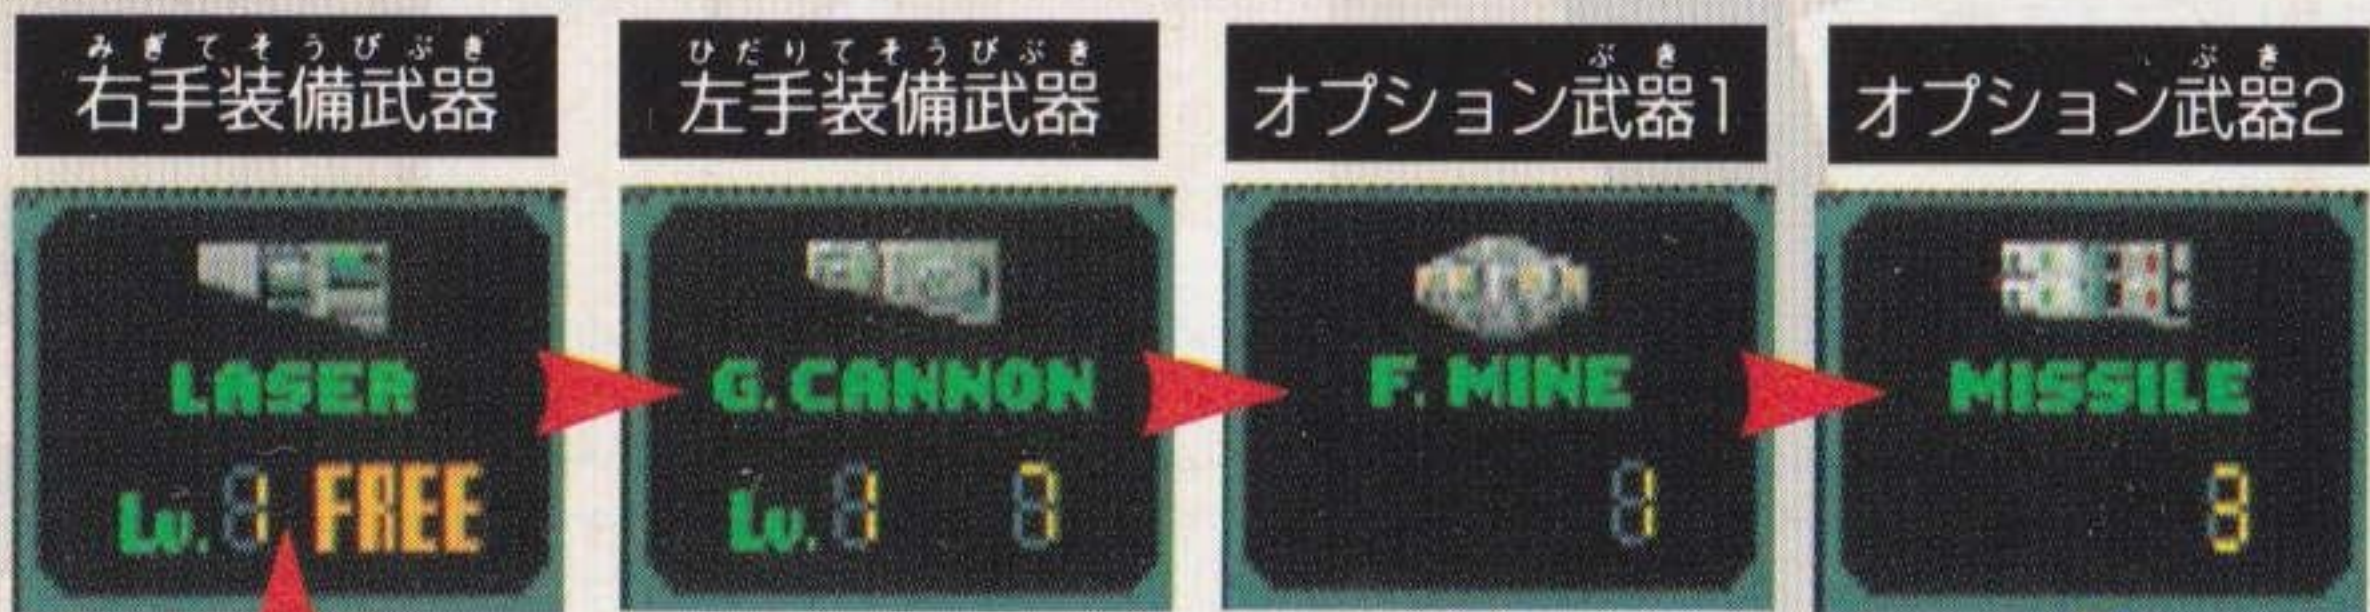 みぎてそうびぶき
右手装備武器
ひだりてそうびぶき
左手装備武器
ぶき
オプション武器1
ぶき
オプション武器2
LASER
Lv.1 FREE
G.CANNON
Lv.1 7
F.MINE
1
MISSILE
3